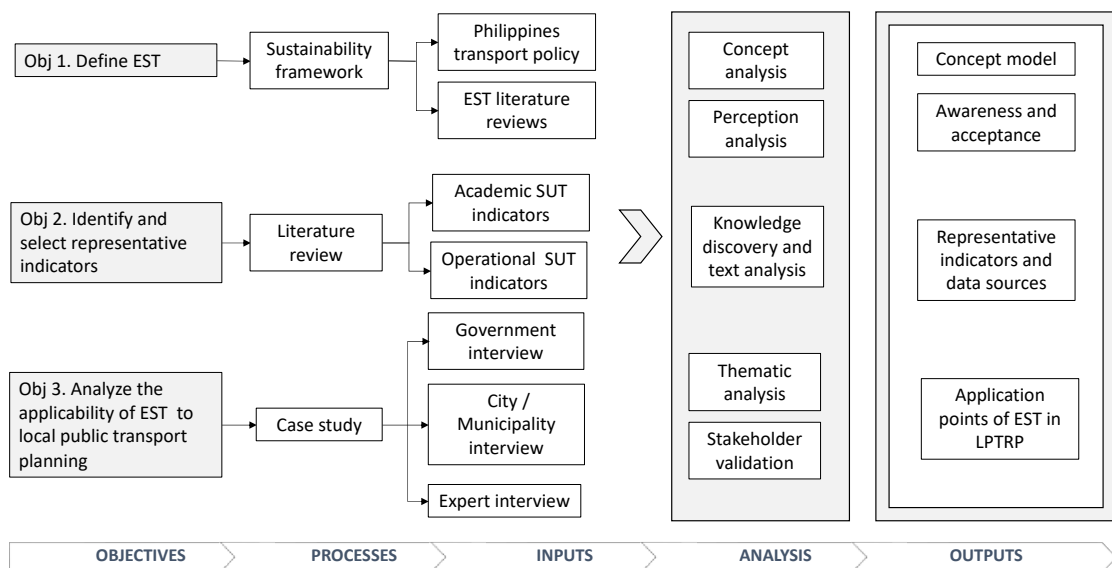 Obj 1. Define EST
Sustainability
framework
Philippines
transport policy
EST literature
reviews
Concept
analysis
Perception
analysis
Concept model
Awareness and
acceptance
Obj 2. Identify and
select representative
indicators
Literature
review
Academic SUT
indicators
Operational SUT
indicators
Knowledge
discovery and
text analysis
Representative
indicators and
data sources
Obj 3. Analyze the
applicability of EST to
local public transport
planning
Case study
Government
interview
City /
Municipality
interview
Expert interview
Thematic
analysis
Stakeholder
validation
Application
points of EST in
LPTRP
OBJECTIVES
PROCESSES
INPUTS
ANALYSIS
OUTPUTS